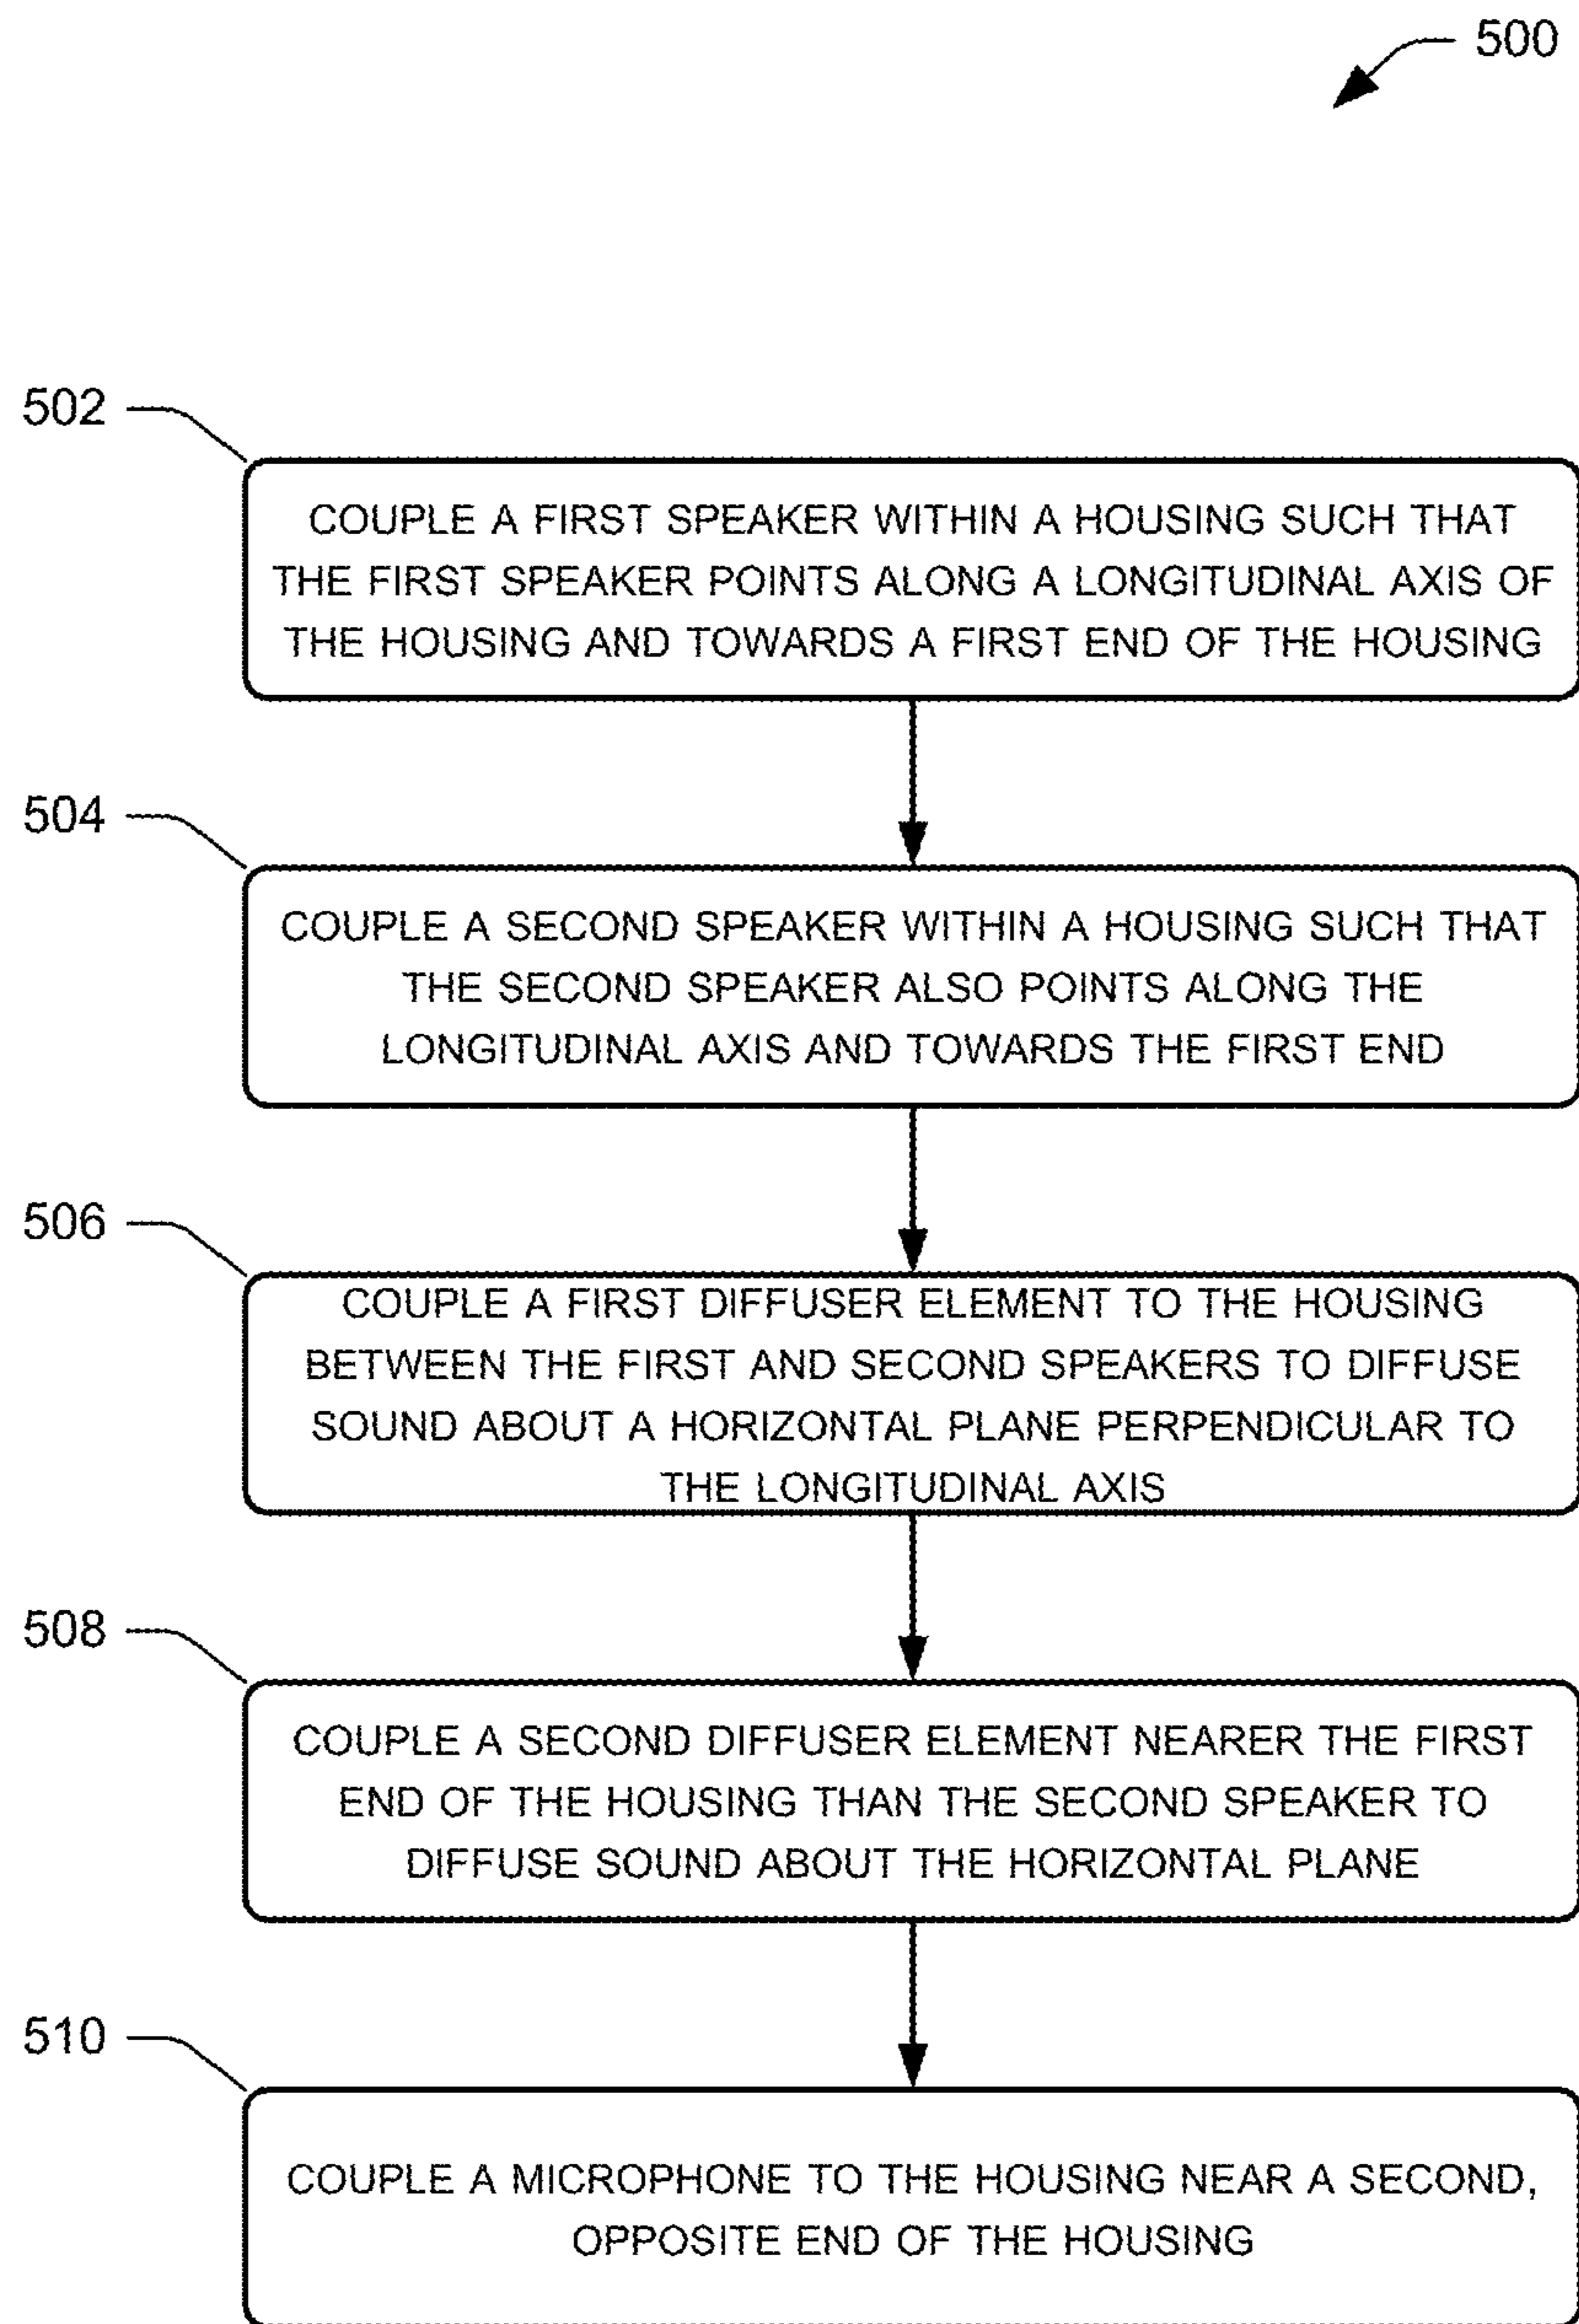 500
502
COUPLE A FIRST SPEAKER WITHIN A HOUSING SUCH THAT
THE FIRST SPEAKER POINTS ALONG A LONGITUDINAL AXIS OF
THE HOUSING AND TOWARDS A FIRST END OF THE HOUSING
504
COUPLE A SECOND SPEAKER WITHIN A HOUSING SUCH THAT
THE SECOND SPEAKER ALSO POINTS ALONG THE
LONGITUDINAL AXIS AND TOWARDS THE FIRST END
506
COUPLE A FIRST DIFFUSER ELEMENT TO THE HOUSING
BETWEEN THE FIRST AND SECOND SPEAKERS TO DIFFUSE
SOUND ABOUT A HORIZONTAL PLANE PERPENDICULAR TO
THE LONGITUDINAL AXIS
508
COUPLE A SECOND DIFFUSER ELEMENT NEARER THE FIRST
END OF THE HOUSING THAN THE SECOND SPEAKER TO
DIFFUSE SOUND ABOUT THE HORIZONTAL PLANE
510
COUPLE A MICROPHONE TO THE HOUSING NEAR A SECOND,
OPPOSITE END OF THE HOUSING